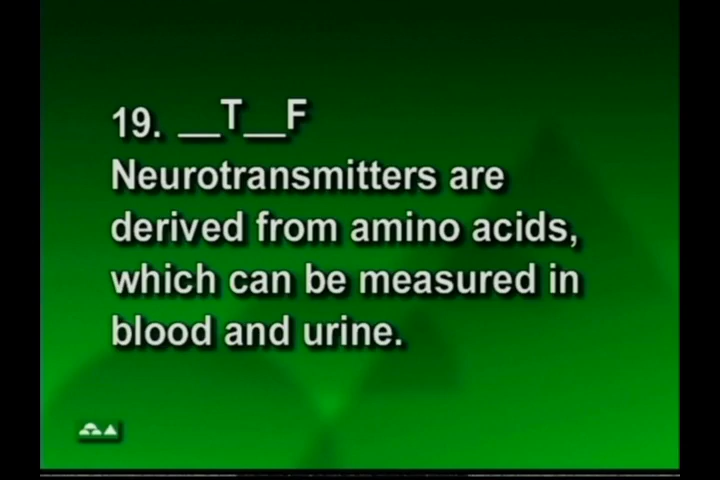 19. __T__F
Neurotransmitters are
derived from amino acids,
which can be measured in
blood and urine.